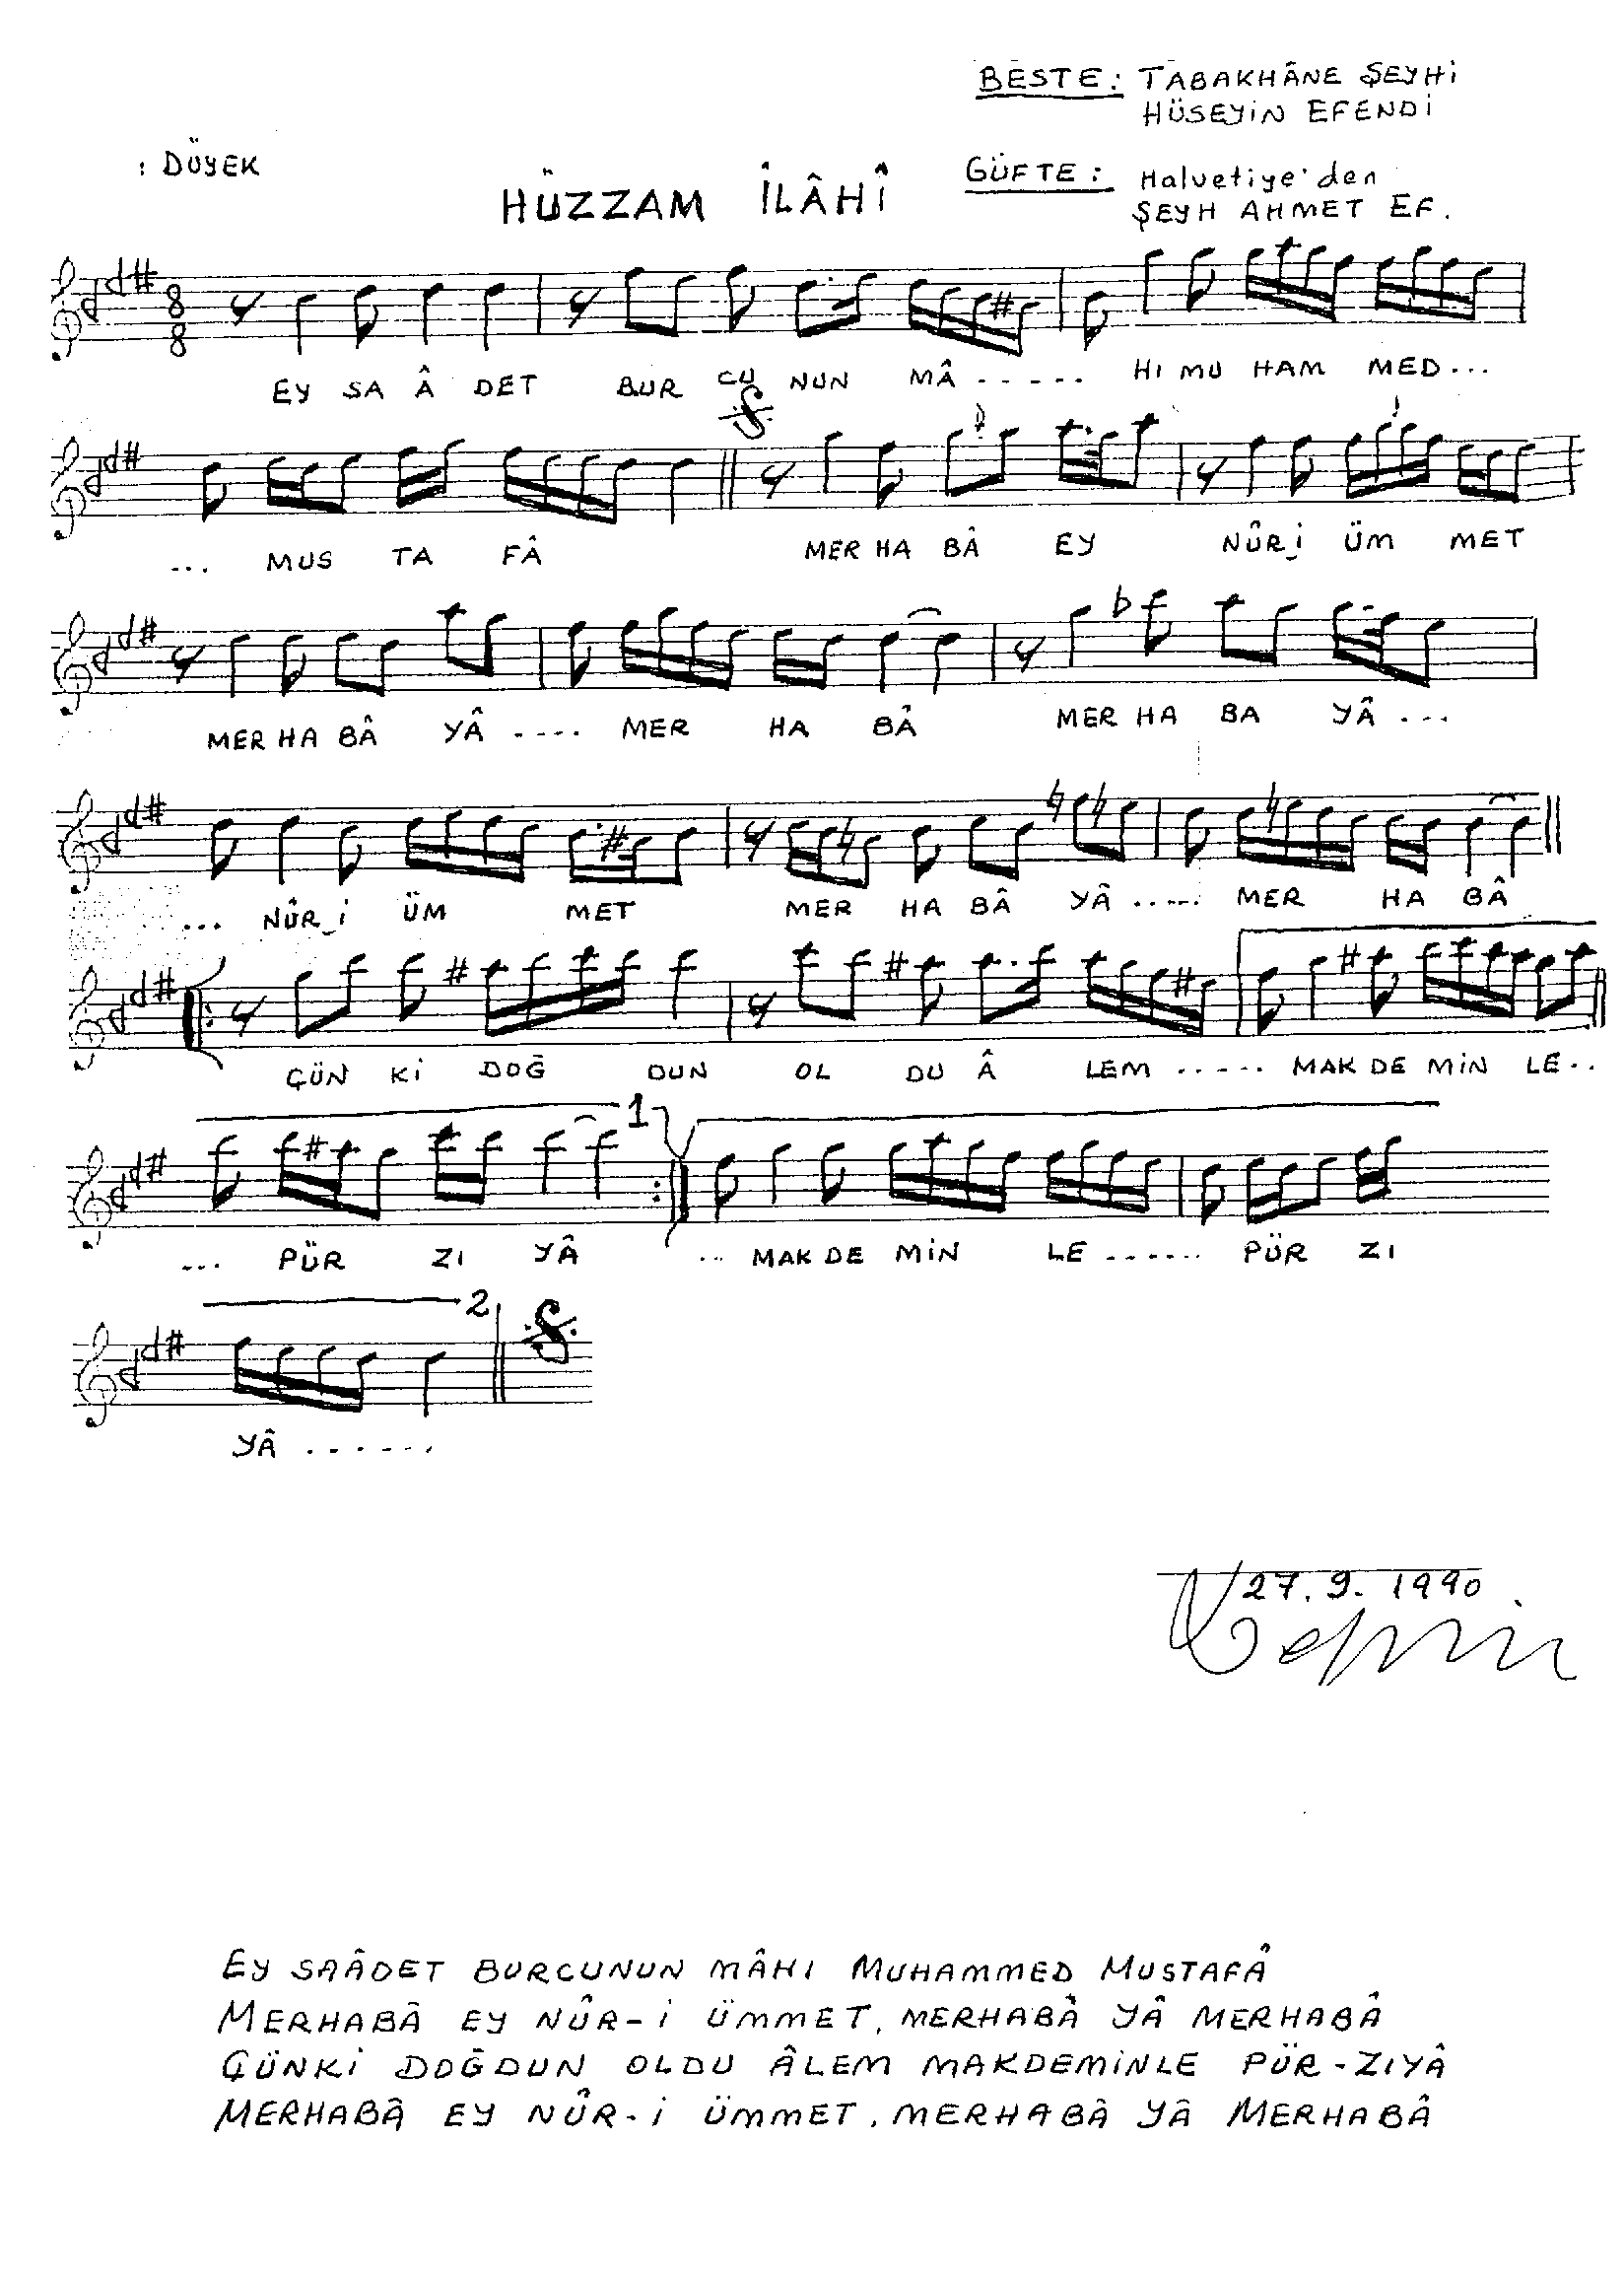 BESTE: TABAKHÂNE ŞEYHİ
HÜSEYİN EFENDİ
: DÜYEK
HÜZZAM İLÂHÎ
GÜFTE: Halvetiye'den
ŞEYH AHMET EF.
8
8
EY SA Â DET BUR CU NUN MÂ ----- HI MU HAM MED ...
... MUS TA FÂ MER HA BÂ EY NÛR_İ ÜM MET
MER HA BÂ YÂ ---- MER HA BÂ MER HA BA YÂ ...
... NÛR_İ ÜM MET MER HA BÂ YÂ ..... MER HA BÂ
ÇÜN Kİ DOĞ DUN OL DU Â LEM ..... MAK DE MİN LE ..
1
... PÜR ZI YÂ ... MAK DE MİN LE ...... PÜR ZI
2
YÂ ......
27.9.1990
EY SAÂDET BURCUNUN MÂHI MUHAMMED MUSTAFÂ
MERHABÂ EY NÛR-İ ÜMMET, MERHABÂ YÂ MERHABÂ
ÇÜNKİ DOĞDUN OLDU ÂLEM MAKDEMİNLE PÜR-ZIYÂ
MERHABÂ EY NÛR-İ ÜMMET, MERHABÂ YÂ MERHABÂ